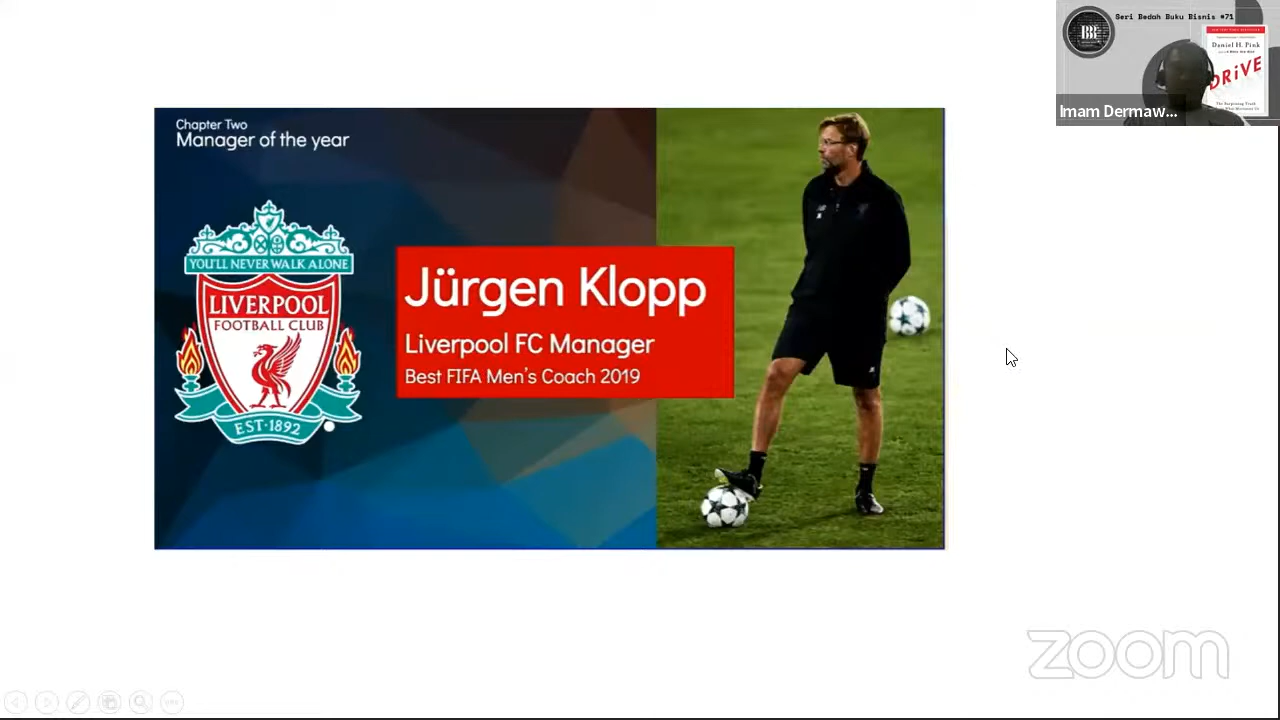 Seri Bedah Buku Bisnis #71
BB
Daniel H. Pink
DRiVE
Imam Dermaw...
Chapter Two
Manager of the year
YOU'LL NEVER WALK ALONE
LIVERPOOL
FOOTBALL CLUB
EST·1892
Jürgen Klopp
Liverpool FC Manager
Best FIFA Men's Coach 2019
zoom